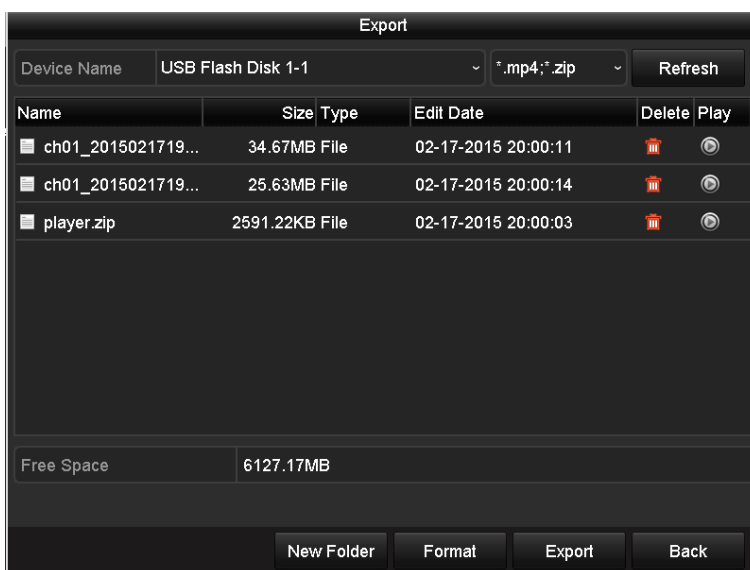 Export
Device Name USB Flash Disk 1-1 *.mp4;*.zip Refresh
Name Size Type Edit Date Delete Play
ch01_2015021719... 34.67MB File 02-17-2015 20:00:11
ch01_2015021719... 25.63MB File 02-17-2015 20:00:14
player.zip 2591.22KB File 02-17-2015 20:00:03
Free Space 6127.17MB
New Folder Format Export Back